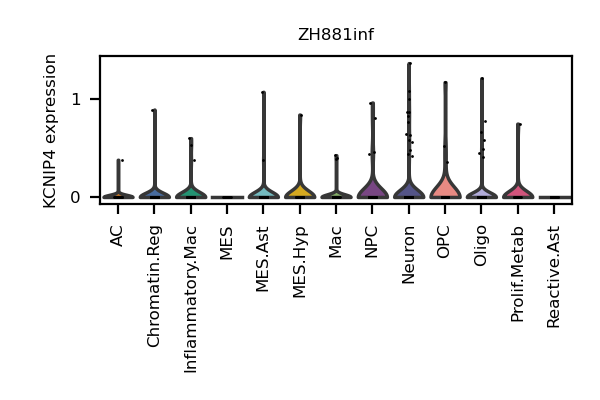 ZH881inf
KCNIP4 expression
1
0
AC
Chromatin.Reg
Inflammatory.Mac
MES
MES.Ast
MES.Hyp
Mac
NPC
Neuron
OPC
Oligo
Prolif.Metab
Reactive.Ast